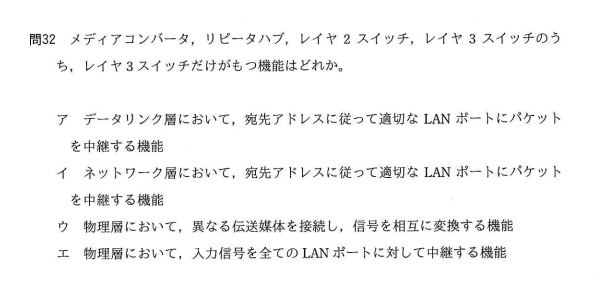 問32 メディアコンバータ，リピータハブ，レイヤ2スイッチ，レイヤ3スイッチのう
ち，レイヤ3スイッチだけがもつ機能はどれか。
ア データリンク層において，宛先アドレスに従って適切な LAN ポートにパケット
を中継する機能
イ ネットワーク層において，宛先アドレスに従って適切な LAN ポートにパケット
を中継する機能
ウ 物理層において，異なる伝送媒体を接続し，信号を相互に変換する機能
エ 物理層において，入力信号を全ての LAN ポートに対して中継する機能